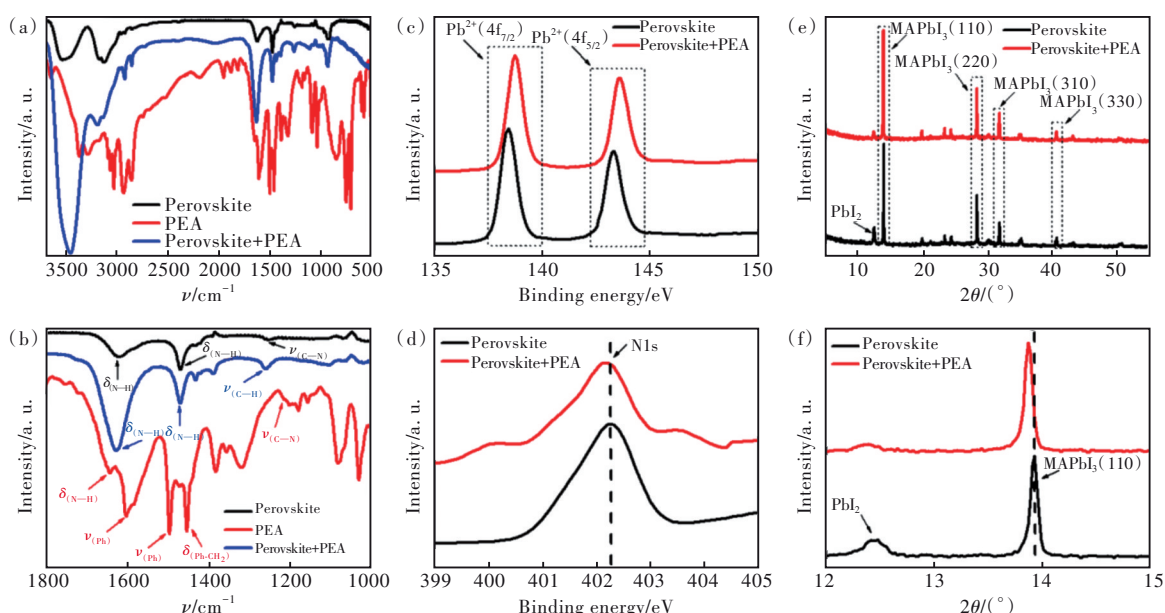 (a)
Intensity/a. u.
Perovskite
PEA
Perovskite+PEA
3500 3000 2500 2000 1500 1000 500
ν/cm⁻¹
(c)
Intensity/a. u.
Pb²⁺(4f₇/₂)
Pb²⁺(4f₅/₂)
Perovskite
Perovskite+PEA
135 140 145 150
Binding energy/eV
(e)
Intensity/a. u.
MAPbI₃(110)
Perovskite
Perovskite+PEA
MAPbI₃(220)
MAPbI₃(310)
MAPbI₃(330)
PbI₂
10 20 30 40 50
2θ/(°)
(b)
Intensity/a. u.
δ(N—H)
δ(N—H)
ν(C—N)
δ(N—H)
δ(N—H)
ν(C—H)
ν(C—N)
δ(N—H)
ν(Ph)
ν(Ph)
δ(Ph-CH₂)
Perovskite
PEA
Perovskite+PEA
1800 1600 1400 1200 1000
ν/cm⁻¹
(d)
Intensity/a. u.
Perovskite
Perovskite+PEA
N1s
399 400 401 402 403 404 405
Binding energy/eV
(f)
Intensity/a. u.
Perovskite
Perovskite+PEA
MAPbI₃(110)
PbI₂
12 13 14 15
2θ/(°)